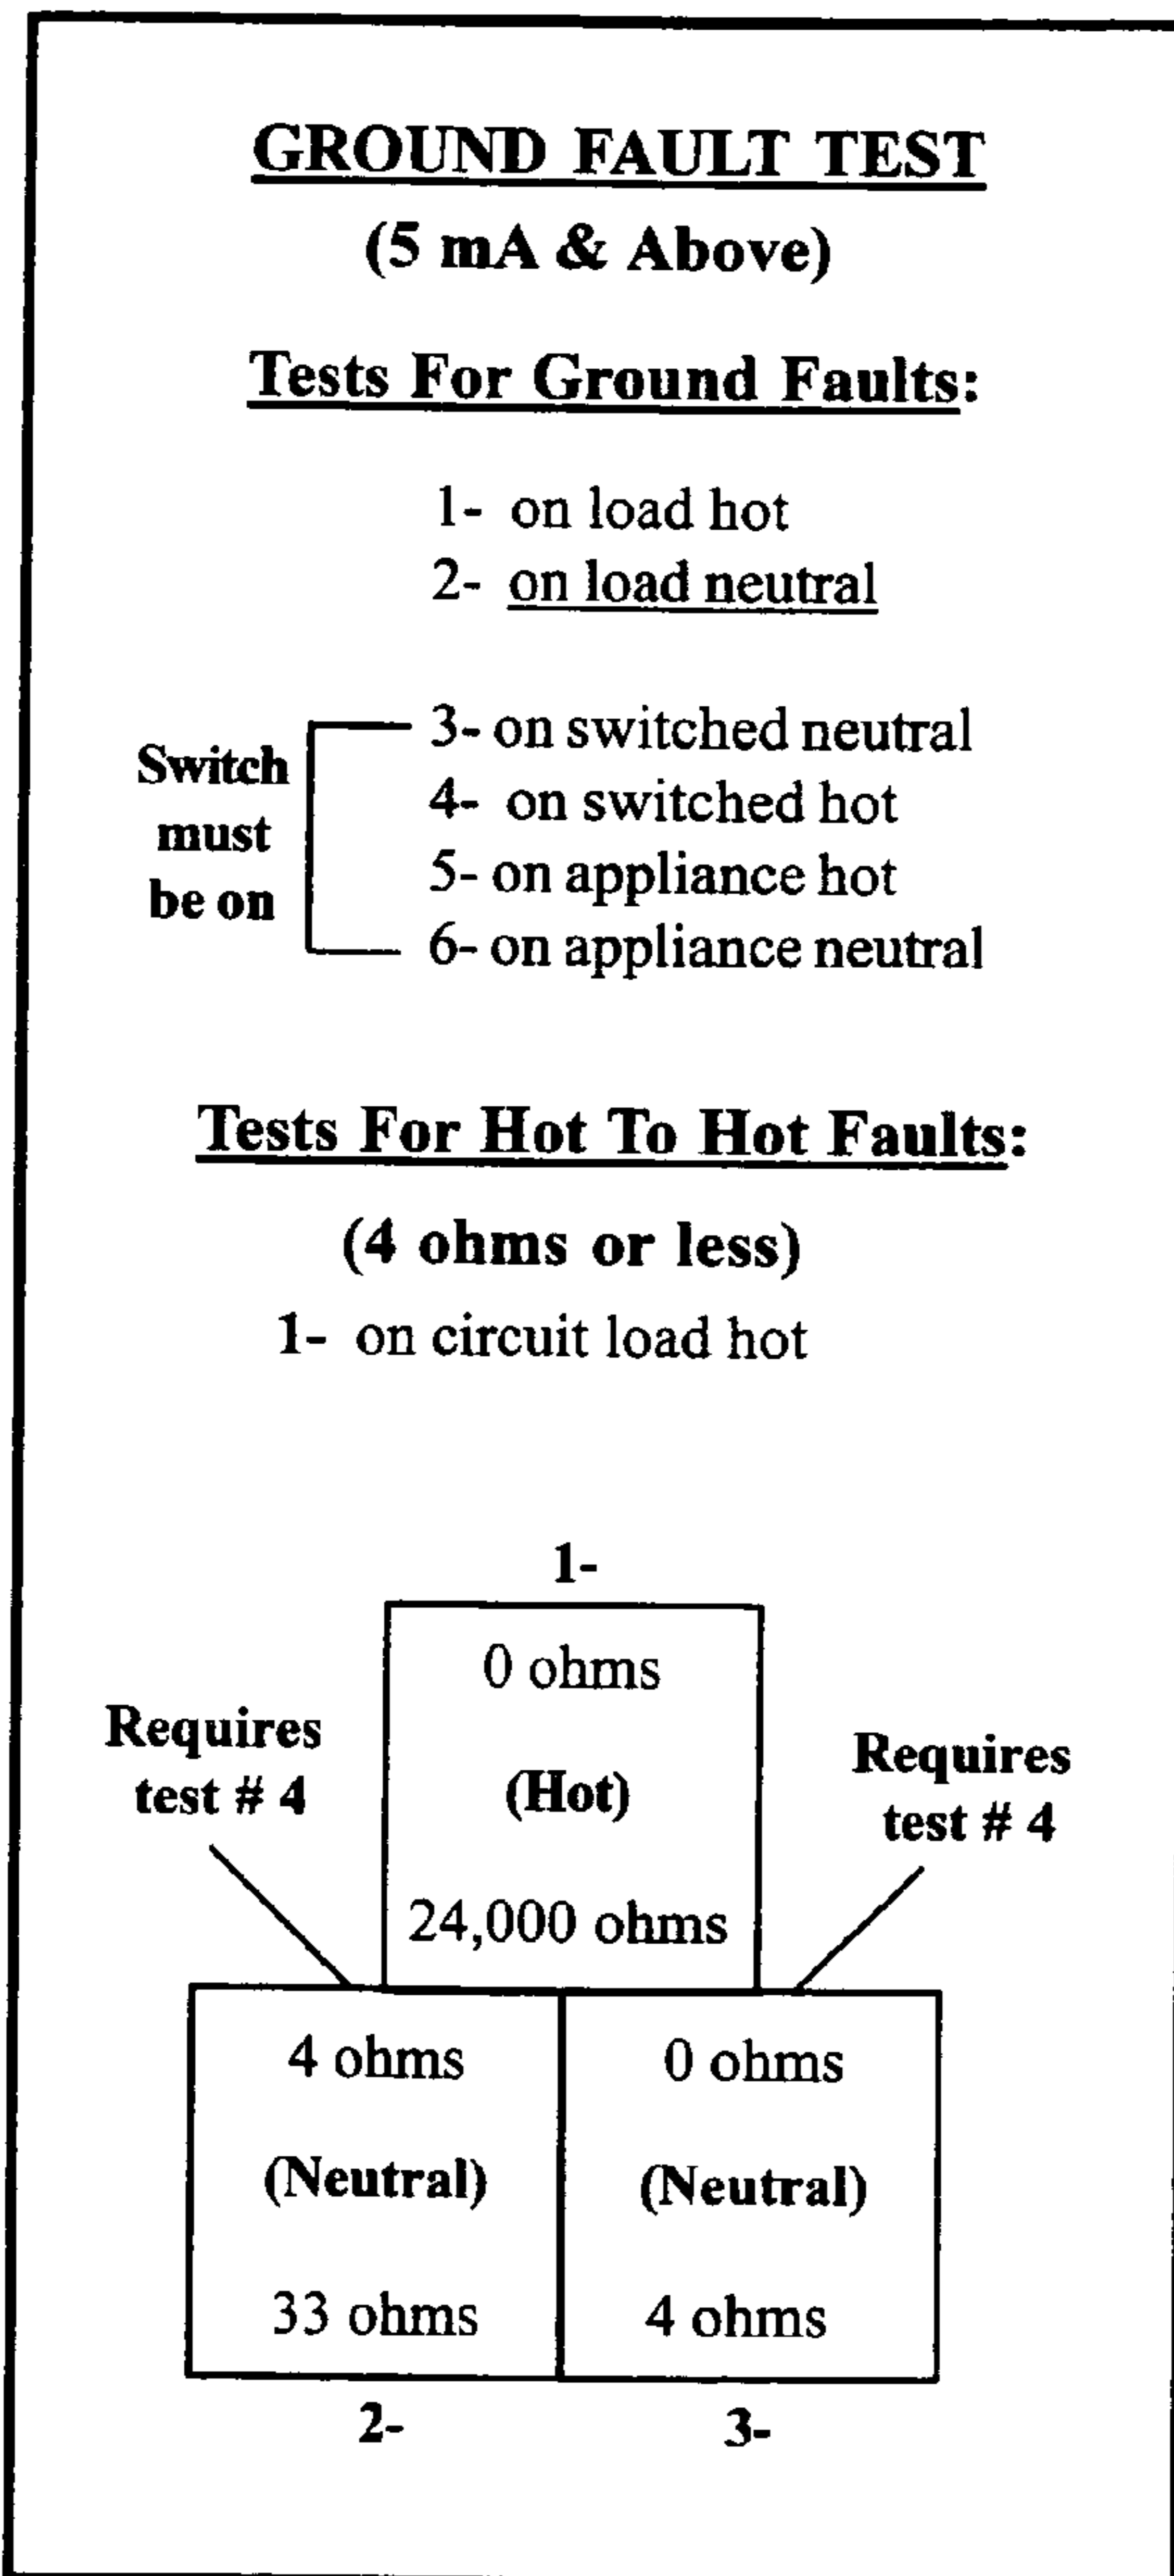 GROUND FAULT TEST
(5 mA & Above)
Tests For Ground Faults:
1- on load hot
2- on load neutral
Switch
must
be on
3- on switched neutral
4- on switched hot
5- on appliance hot
6- on appliance neutral
Tests For Hot To Hot Faults:
(4 ohms or less)
1- on circuit load hot
1-
0 ohms
(Hot)
24,000 ohms
Requires
test # 4
Requires
test # 4
4 ohms
(Neutral)
33 ohms
0 ohms
(Neutral)
4 ohms
2-
3-